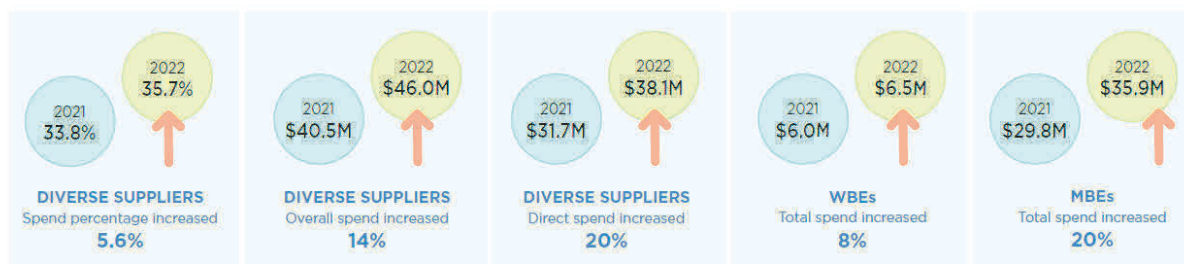 2022
35.7%
2021
33.8%
DIVERSE SUPPLIERS
Spend percentage increased
5.6%
2022
$46.0M
2021
$40.5M
DIVERSE SUPPLIERS
Overall spend increased
14%
2022
$38.1M
2021
$31.7M
DIVERSE SUPPLIERS
Direct spend increased
20%
2022
$6.5M
2021
$6.0M
WBEs
Total spend increased
8%
2022
$35.9M
2021
$29.8M
MBEs
Total spend increased
20%